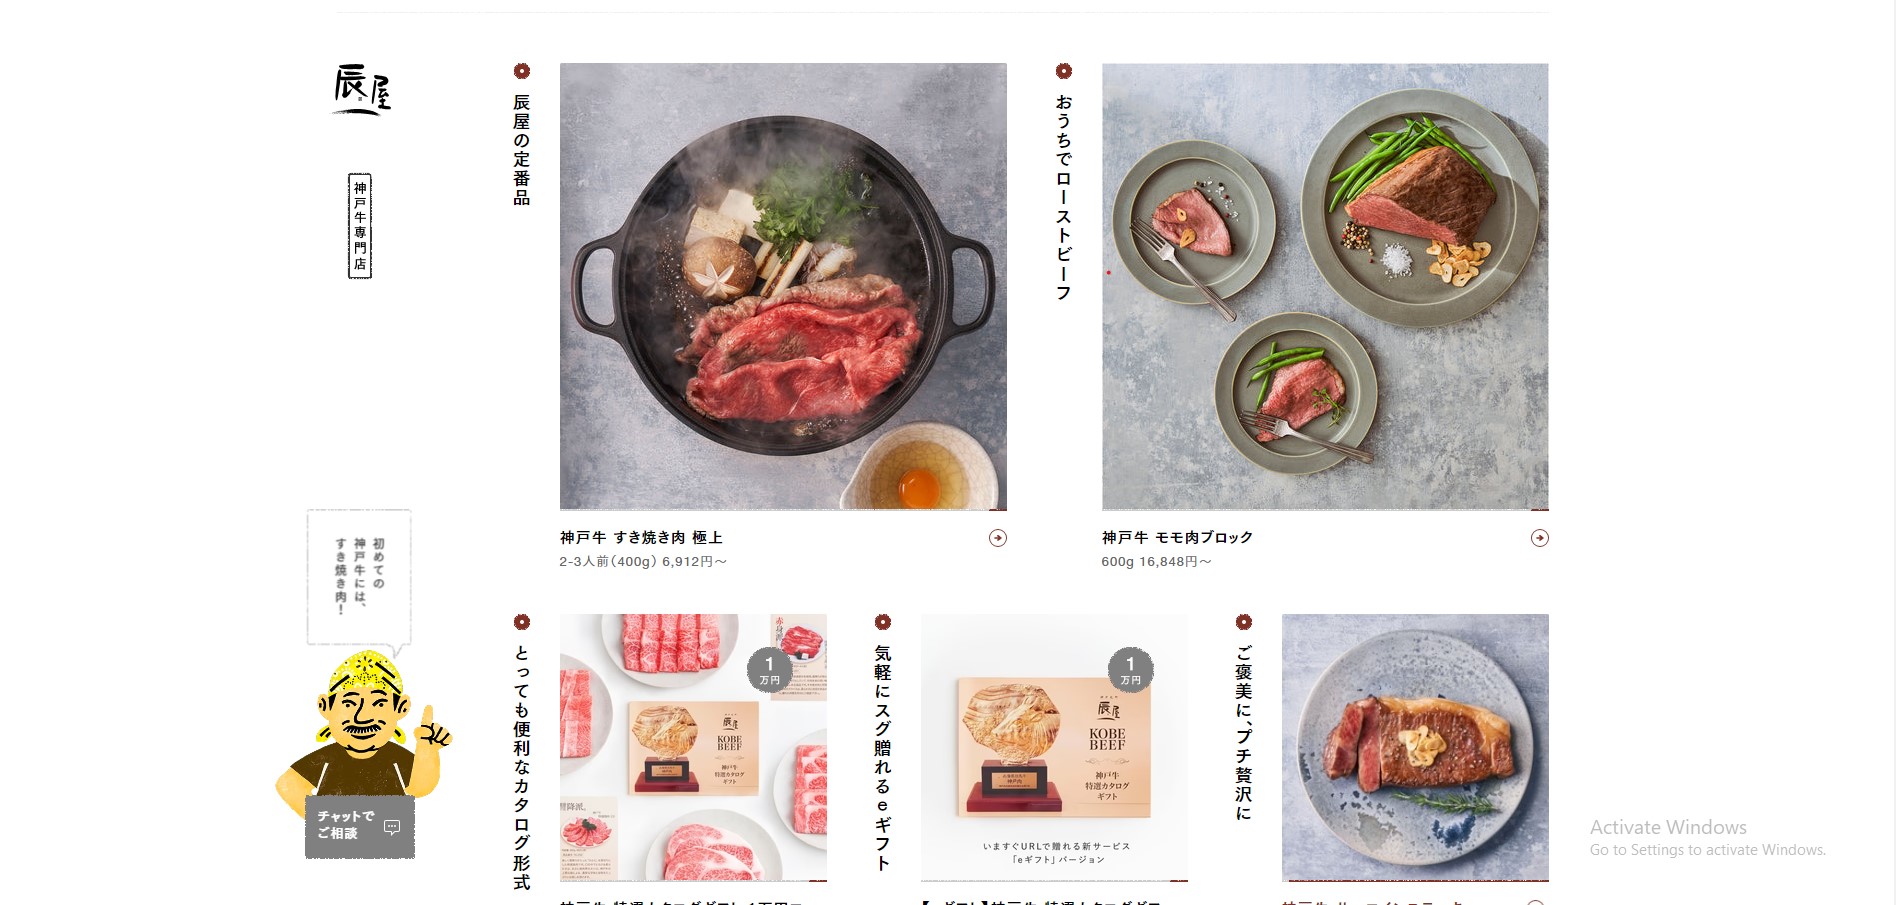 辰屋
神戸牛専門店
辰屋の定番品
神戸牛 すき焼き肉 極上
2-3人前(400g) 6,912円〜
おうちでローストビーフ
神戸牛 モモ肉ブロック
600g 16,848円〜
初めての
神戸牛には、
すき焼き肉！
チャットで
ご相談
とっても便利なカタログ形式
1
万円
赤身派
辰屋
KOBE
BEEF
神戸牛
特選カタログ
ギフト
気軽にスグ贈れるeギフト
1
万円
辰屋
KOBE
BEEF
神戸牛
特選カタログ
ギフト
いますぐURLで贈れる新サービス
「eギフト」バージョン
ご褒美に、プチ贅沢に
Activate Windows
Go to Settings to activate Windows.